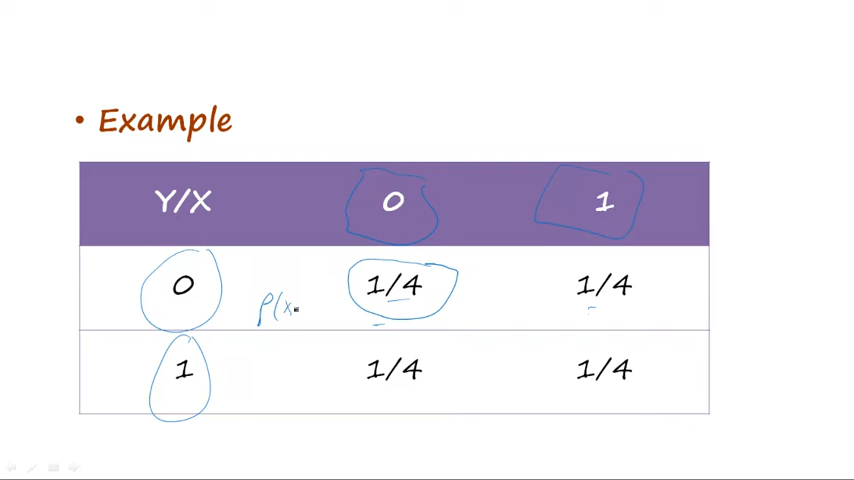 • Example
Y/X 0 1
0 1/4 1/4
P(x
1 1/4 1/4